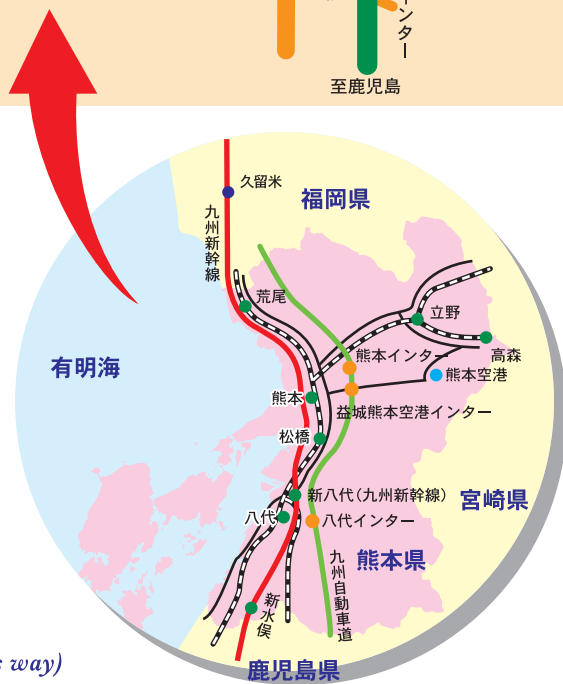 ンター
至鹿児島
久留米
福岡県
九州新幹線
荒尾
立野
有明海
熊本インター
高森
熊本空港
熊本
益城熊本空港インター
松橋
新八代（九州新幹線）
宮崎県
八代
八代インター
熊本県
九州自動車道
新水俣
way)
鹿児島県